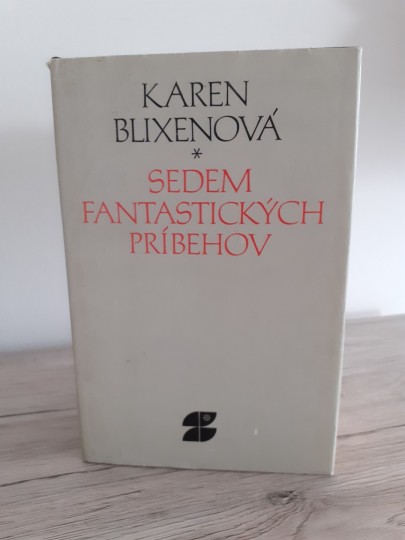 KAREN
BLIXENOVÁ
*
SEDEM
FANTASTICKÝCH
PRÍBEHOV